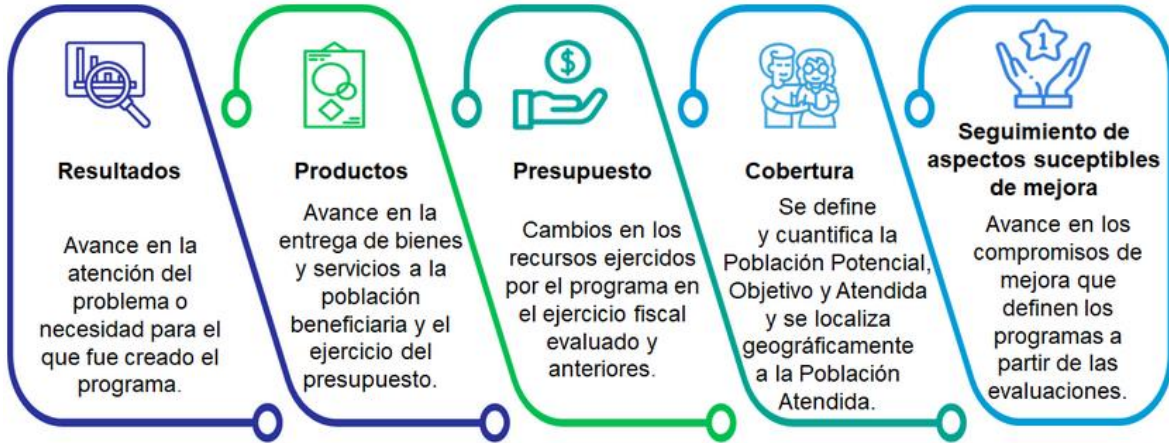 Resultados
Avance en la
atención del
problema o
necesidad para el
que fue creado el
programa.
Productos
Avance en la
entrega de bienes
y servicios a la
población
beneficiaria y el
ejercicio del
presupuesto.
$
Presupuesto
Cambios en los
recursos ejercidos
por el programa en
el ejercicio fiscal
evaluado y
anteriores.
Cobertura
Se define
y cuantifica la
Población Potencial,
Objetivo y Atendida
y se localiza
geográficamente
a la Población
Atendida.
1
Seguimiento de
aspectos suceptibles
de mejora
Avance en los
compromisos de
mejora que
definen los
programas a
partir de las
evaluaciones.